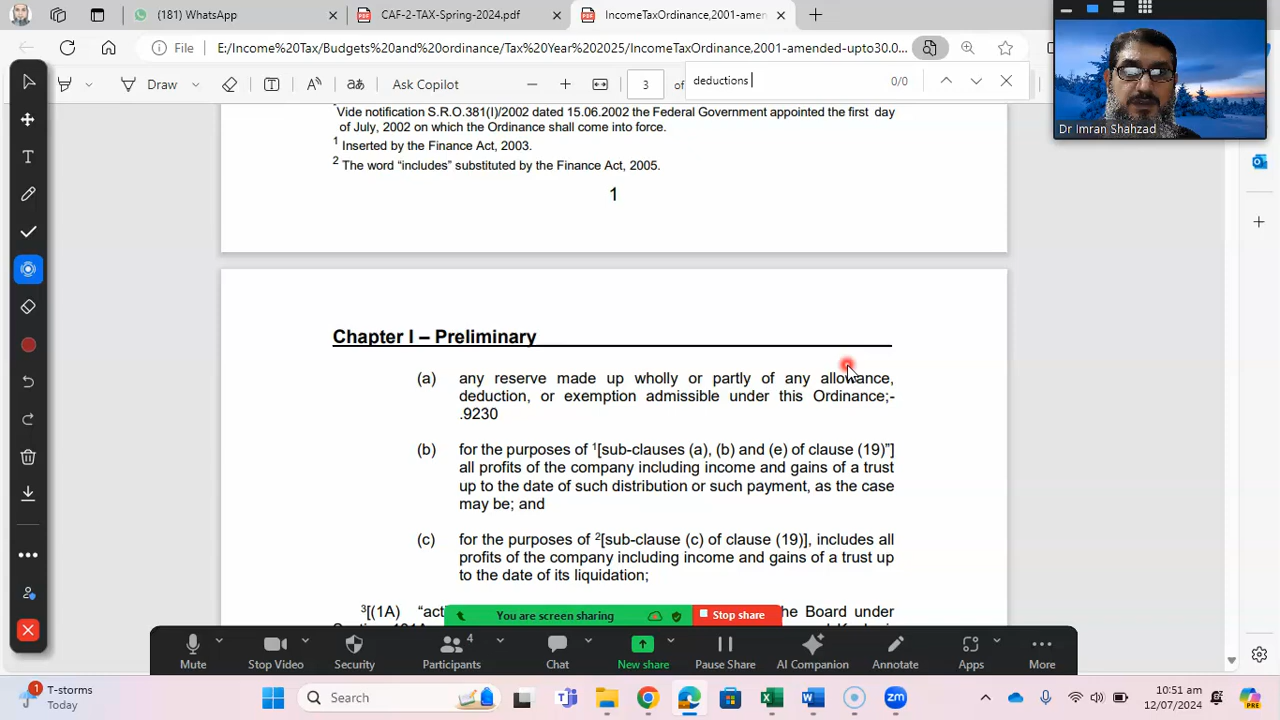 (181) WhatsApp
CAF-2-TAX-Spring-2024.pdf
IncomeTaxOrdinance,2001-amen
File
E:/Income%20Tax/Budgets%20and%20ordinance/Tax%20Year%202025/IncomeTaxOrdinance,2001-amended-upto30.0...
Draw
Ask Copilot
3
of
deductions
0/0
Dr Imran Shahzad
Vide notification S.R.O.381(I)/2002 dated 15.06.2002 the Federal Government appointed the first day
of July, 2002 on which the Ordinance shall come into force.
1 Inserted by the Finance Act, 2003.
2 The word “includes” substituted by the Finance Act, 2005.
1
Chapter I – Preliminary
(a) any reserve made up wholly or partly of any allowance,
deduction, or exemption admissible under this Ordinance;-
.9230
(b) for the purposes of 1[sub-clauses (a), (b) and (e) of clause (19)”]
all profits of the company including income and gains of a trust
up to the date of such distribution or such payment, as the case
may be; and
(c) for the purposes of 2[sub-clause (c) of clause (19)], includes all
profits of the company including income and gains of a trust up
to the date of its liquidation;
3[(1A) “act
he Board under
You are screen sharing
Stop share
4
Mute
Stop Video
Security
Participants
Chat
New share
Pause Share
AI Companion
Annotate
Apps
More
1
T-storms
Today
Search
10:51 am
12/07/2024
PRE